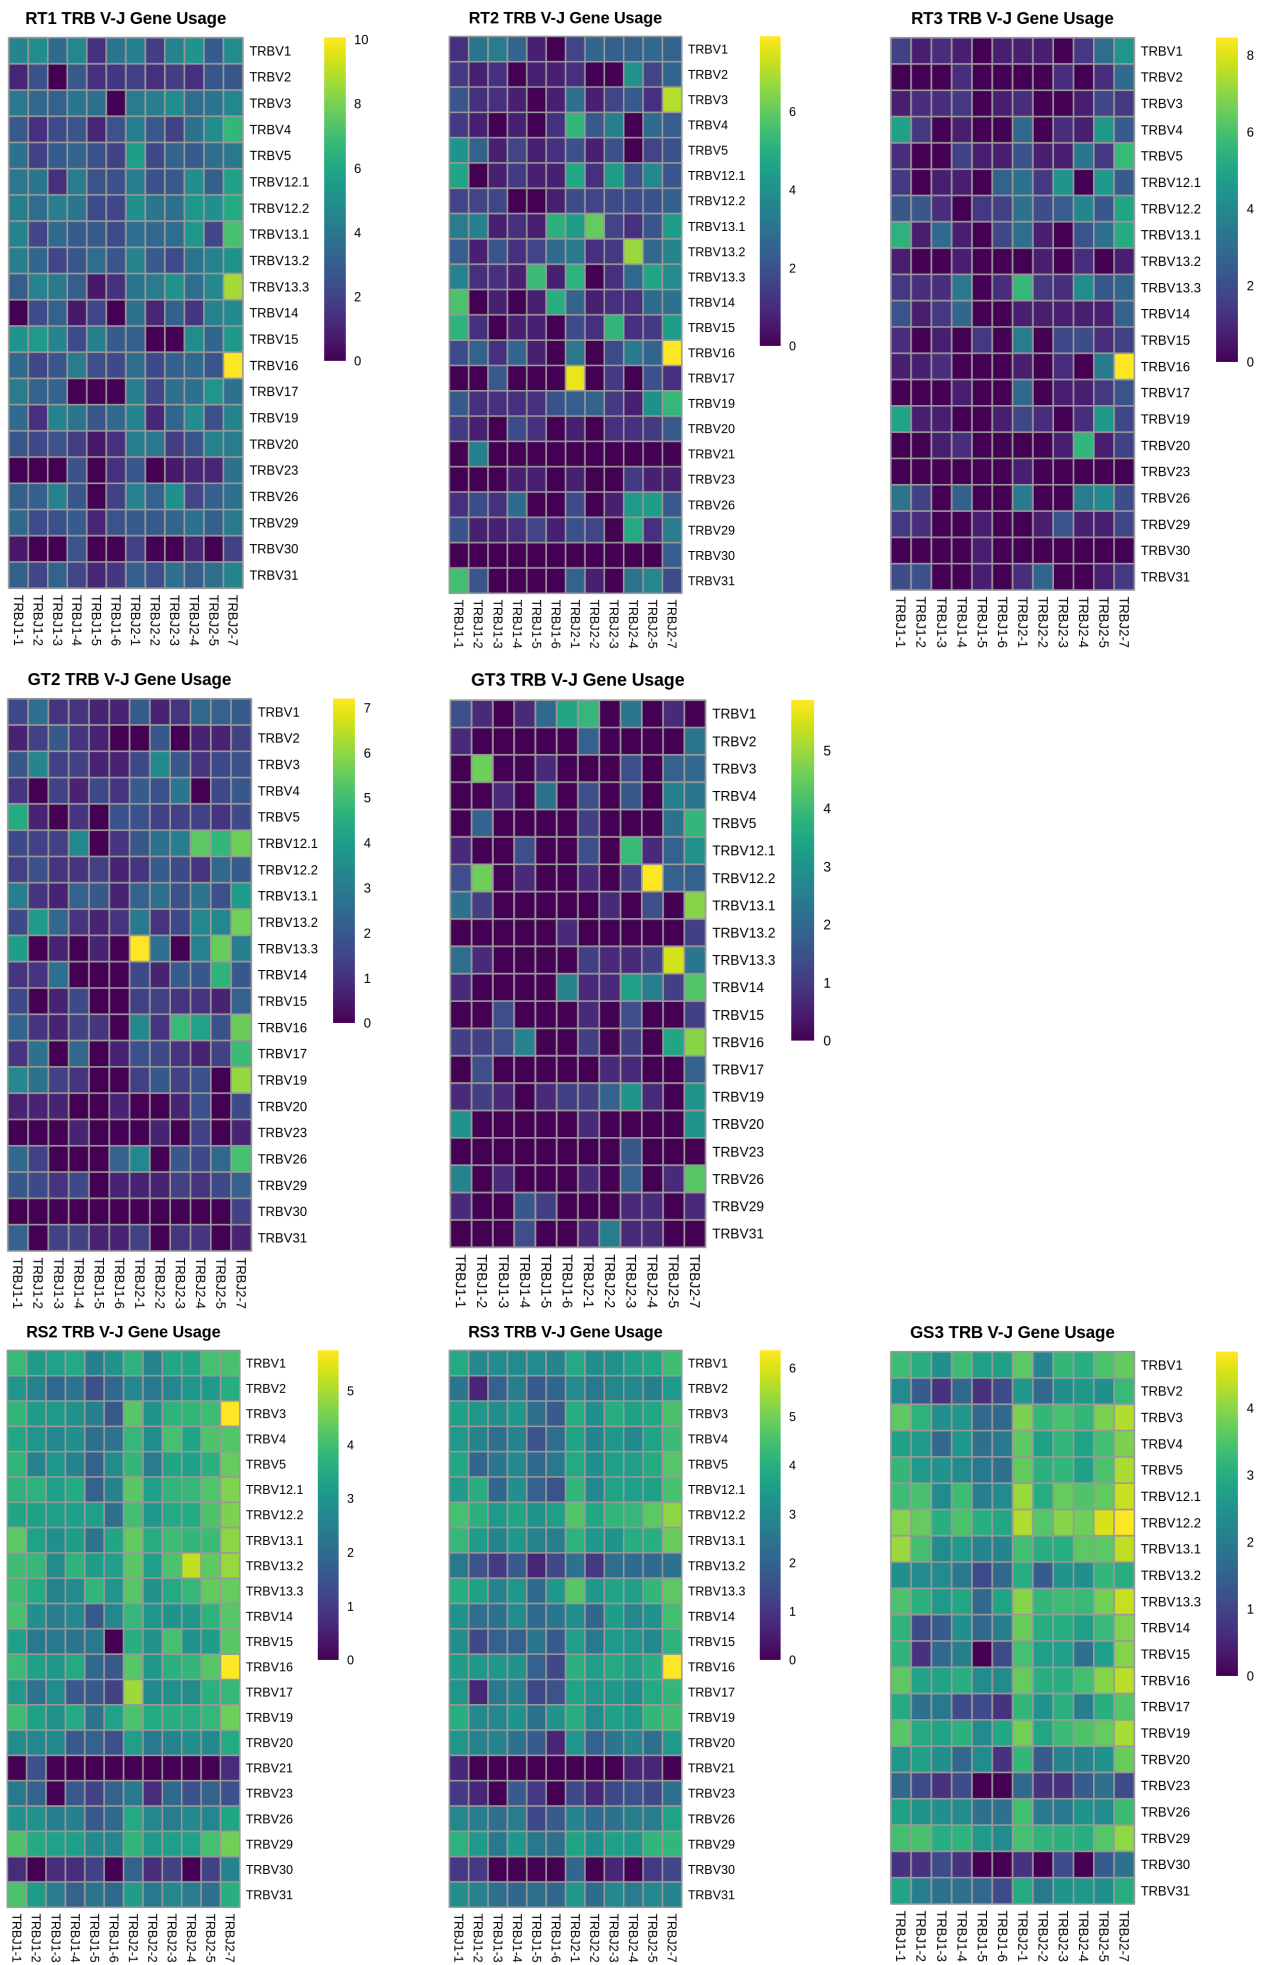 RT1 TRB V-J Gene Usage
TRBV1
TRBV2
TRBV3
TRBV4
TRBV5
TRBV12.1
TRBV12.2
TRBV13.1
TRBV13.2
TRBV13.3
TRBV14
TRBV15
TRBV16
TRBV17
TRBV19
TRBV20
TRBV23
TRBV26
TRBV29
TRBV30
TRBV31
TRBJ1-1
TRBJ1-2
TRBJ1-3
TRBJ1-4
TRBJ1-5
TRBJ1-6
TRBJ2-1
TRBJ2-2
TRBJ2-3
TRBJ2-4
TRBJ2-5
TRBJ2-7
10
8
6
4
2
0
RT2 TRB V-J Gene Usage
TRBV1
TRBV2
TRBV3
TRBV4
TRBV5
TRBV12.1
TRBV12.2
TRBV13.1
TRBV13.2
TRBV13.3
TRBV14
TRBV15
TRBV16
TRBV17
TRBV19
TRBV20
TRBV21
TRBV23
TRBV26
TRBV29
TRBV30
TRBV31
TRBJ1-1
TRBJ1-2
TRBJ1-3
TRBJ1-4
TRBJ1-5
TRBJ1-6
TRBJ2-1
TRBJ2-2
TRBJ2-3
TRBJ2-4
TRBJ2-5
TRBJ2-7
6
4
2
0
RT3 TRB V-J Gene Usage
TRBV1
TRBV2
TRBV3
TRBV4
TRBV5
TRBV12.1
TRBV12.2
TRBV13.1
TRBV13.2
TRBV13.3
TRBV14
TRBV15
TRBV16
TRBV17
TRBV19
TRBV20
TRBV23
TRBV26
TRBV29
TRBV30
TRBV31
TRBJ1-1
TRBJ1-2
TRBJ1-3
TRBJ1-4
TRBJ1-5
TRBJ1-6
TRBJ2-1
TRBJ2-2
TRBJ2-3
TRBJ2-4
TRBJ2-5
TRBJ2-7
8
6
4
2
0
GT2 TRB V-J Gene Usage
TRBV1
TRBV2
TRBV3
TRBV4
TRBV5
TRBV12.1
TRBV12.2
TRBV13.1
TRBV13.2
TRBV13.3
TRBV14
TRBV15
TRBV16
TRBV17
TRBV19
TRBV20
TRBV23
TRBV26
TRBV29
TRBV30
TRBV31
TRBJ1-1
TRBJ1-2
TRBJ1-3
TRBJ1-4
TRBJ1-5
TRBJ1-6
TRBJ2-1
TRBJ2-2
TRBJ2-3
TRBJ2-4
TRBJ2-5
TRBJ2-7
7
6
5
4
3
2
1
0
GT3 TRB V-J Gene Usage
TRBV1
TRBV2
TRBV3
TRBV4
TRBV5
TRBV12.1
TRBV12.2
TRBV13.1
TRBV13.2
TRBV13.3
TRBV14
TRBV15
TRBV16
TRBV17
TRBV19
TRBV20
TRBV23
TRBV26
TRBV29
TRBV31
TRBJ1-1
TRBJ1-2
TRBJ1-3
TRBJ1-4
TRBJ1-5
TRBJ1-6
TRBJ2-1
TRBJ2-2
TRBJ2-3
TRBJ2-4
TRBJ2-5
TRBJ2-7
5
4
3
2
1
0
RS2 TRB V-J Gene Usage
TRBV1
TRBV2
TRBV3
TRBV4
TRBV5
TRBV12.1
TRBV12.2
TRBV13.1
TRBV13.2
TRBV13.3
TRBV14
TRBV15
TRBV16
TRBV17
TRBV19
TRBV20
TRBV21
TRBV23
TRBV26
TRBV29
TRBV30
TRBV31
TRBJ1-1
TRBJ1-2
TRBJ1-3
TRBJ1-4
TRBJ1-5
TRBJ1-6
TRBJ2-1
TRBJ2-2
TRBJ2-3
TRBJ2-4
TRBJ2-5
TRBJ2-7
5
4
3
2
1
0
RS3 TRB V-J Gene Usage
TRBV1
TRBV2
TRBV3
TRBV4
TRBV5
TRBV12.1
TRBV12.2
TRBV13.1
TRBV13.2
TRBV13.3
TRBV14
TRBV15
TRBV16
TRBV17
TRBV19
TRBV20
TRBV21
TRBV23
TRBV26
TRBV29
TRBV30
TRBV31
TRBJ1-1
TRBJ1-2
TRBJ1-3
TRBJ1-4
TRBJ1-5
TRBJ1-6
TRBJ2-1
TRBJ2-2
TRBJ2-3
TRBJ2-4
TRBJ2-5
TRBJ2-7
6
5
4
3
2
1
0
GS3 TRB V-J Gene Usage
TRBV1
TRBV2
TRBV3
TRBV4
TRBV5
TRBV12.1
TRBV12.2
TRBV13.1
TRBV13.2
TRBV13.3
TRBV14
TRBV15
TRBV16
TRBV17
TRBV19
TRBV20
TRBV23
TRBV26
TRBV29
TRBV30
TRBV31
TRBJ1-1
TRBJ1-2
TRBJ1-3
TRBJ1-4
TRBJ1-5
TRBJ1-6
TRBJ2-1
TRBJ2-2
TRBJ2-3
TRBJ2-4
TRBJ2-5
TRBJ2-7
4
3
2
1
0